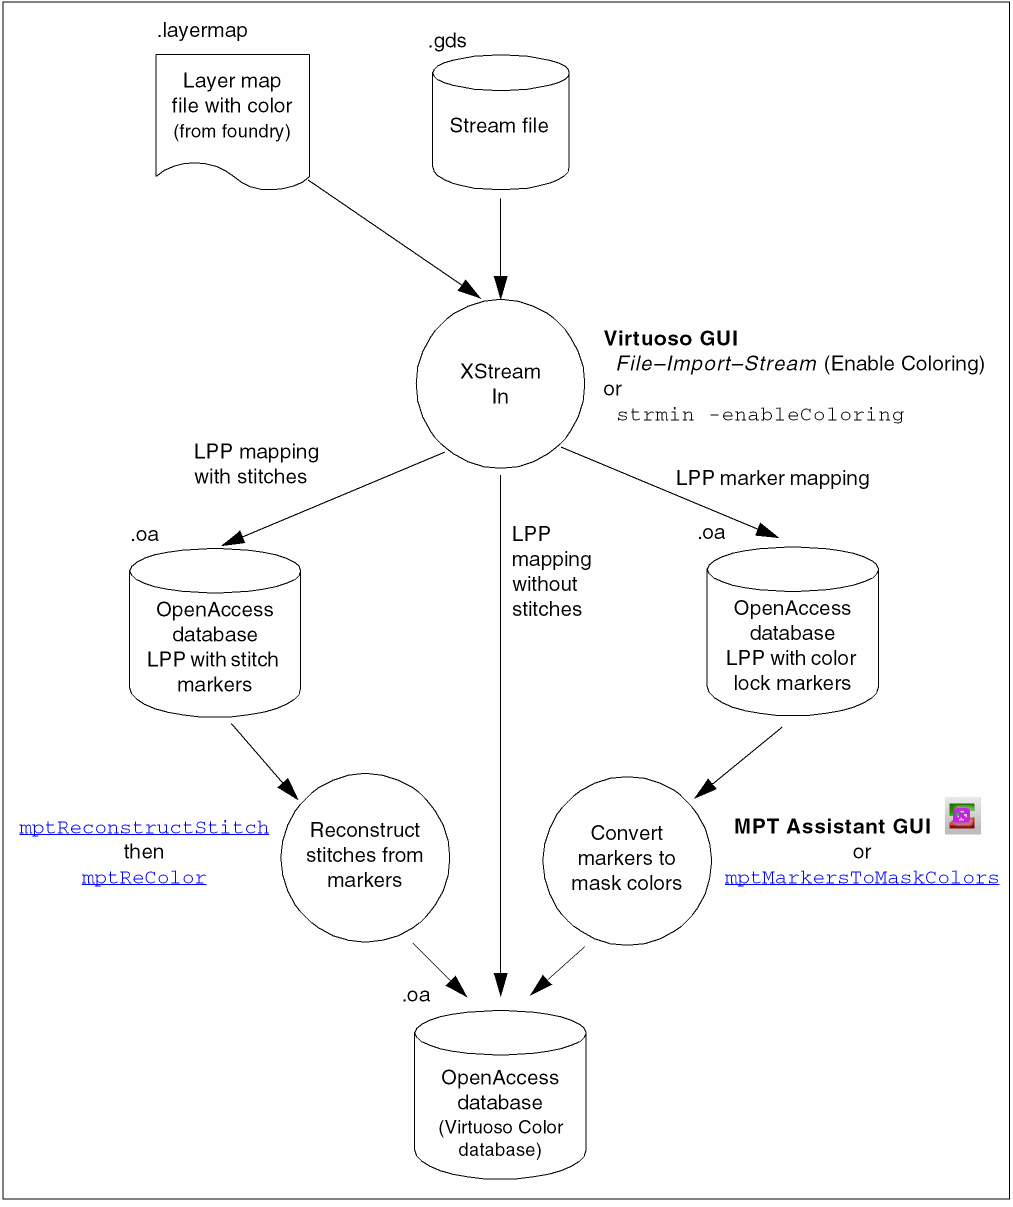 .layermap
Layer map
file with color
(from foundry)
.gds
Stream file
XStream
In
Virtuoso GUI
File–Import–Stream (Enable Coloring)
or
strmin -enableColoring
LPP mapping
with stitches
LPP
mapping
without
stitches
LPP marker mapping
.oa
OpenAccess
database
LPP with stitch
markers
.oa
OpenAccess
database
LPP with color
lock markers
mptReconstructStitch
then
mptReColor
Reconstruct
stitches from
markers
Convert
markers to
mask colors
MPT Assistant GUI
or
mptMarkersToMaskColors
.oa
OpenAccess
database
(Virtuoso Color
database)